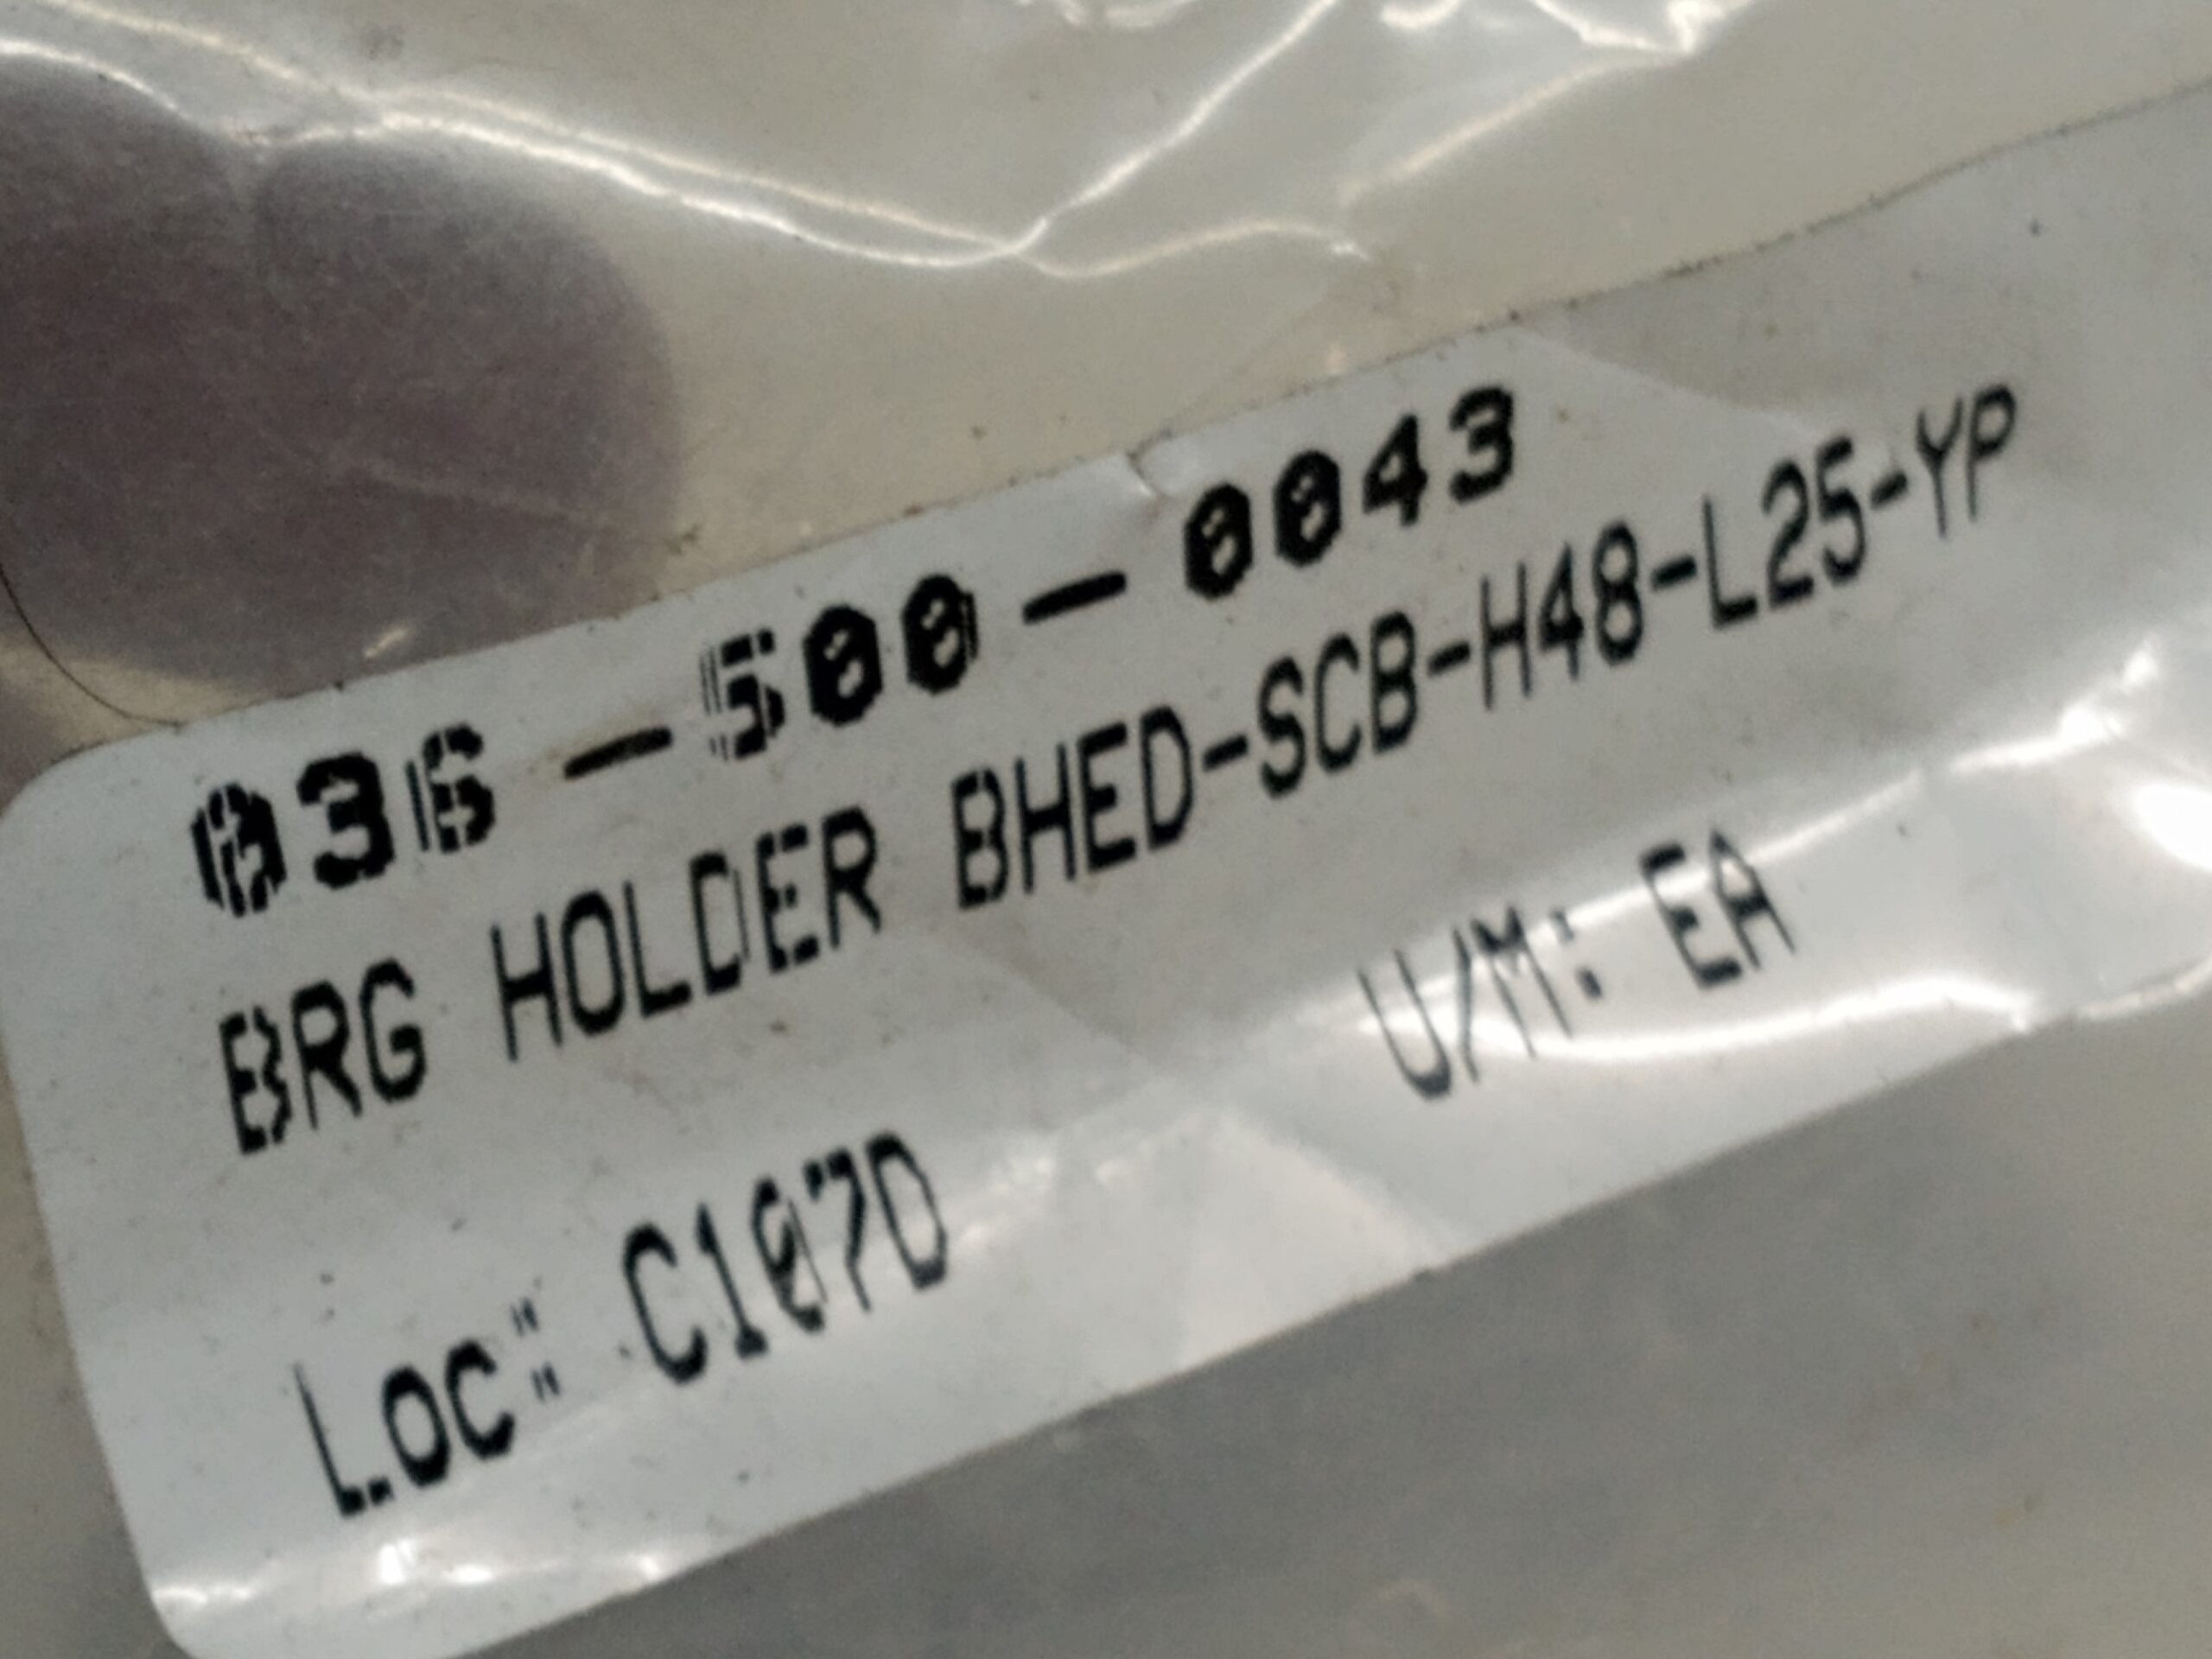 036-500-0043
BRG HOLDER BHED-SCB-H48-L25-YP
U/M: EA
Loc: C107D